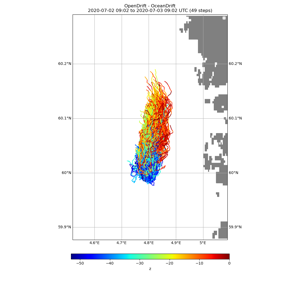 OpenDrift - OceanDrift
2020-07-02 09:02 to 2020-07-03 09:02 UTC (49 steps)
60.2°N 60.2°N
60.1°N 60.1°N
60°N 60°N
59.9°N 59.9°N
4.6°E 4.7°E 4.8°E 4.9°E 5°E
−50 −40 −30 −20 −10 0
z